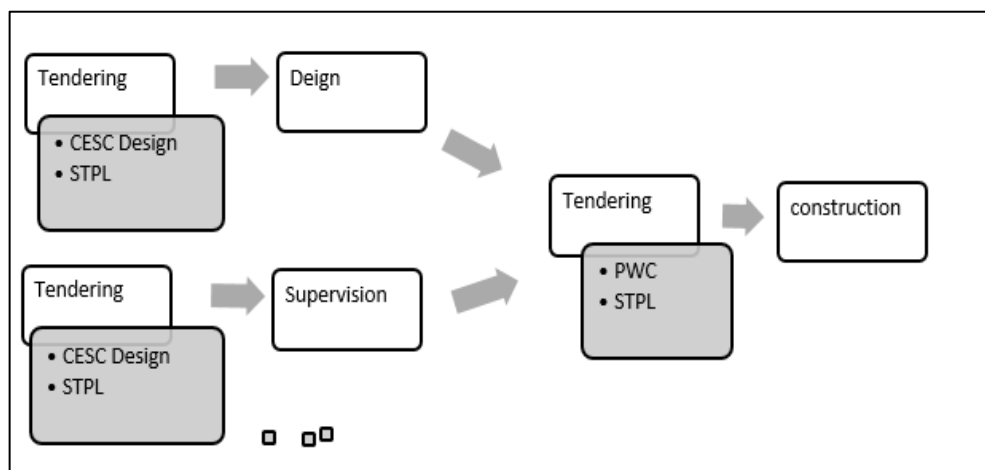 Tendering
• CESC Design
• STPL
Deign
Tendering
• CESC Design
• STPL
Supervision
Tendering
• PWC
• STPL
construction